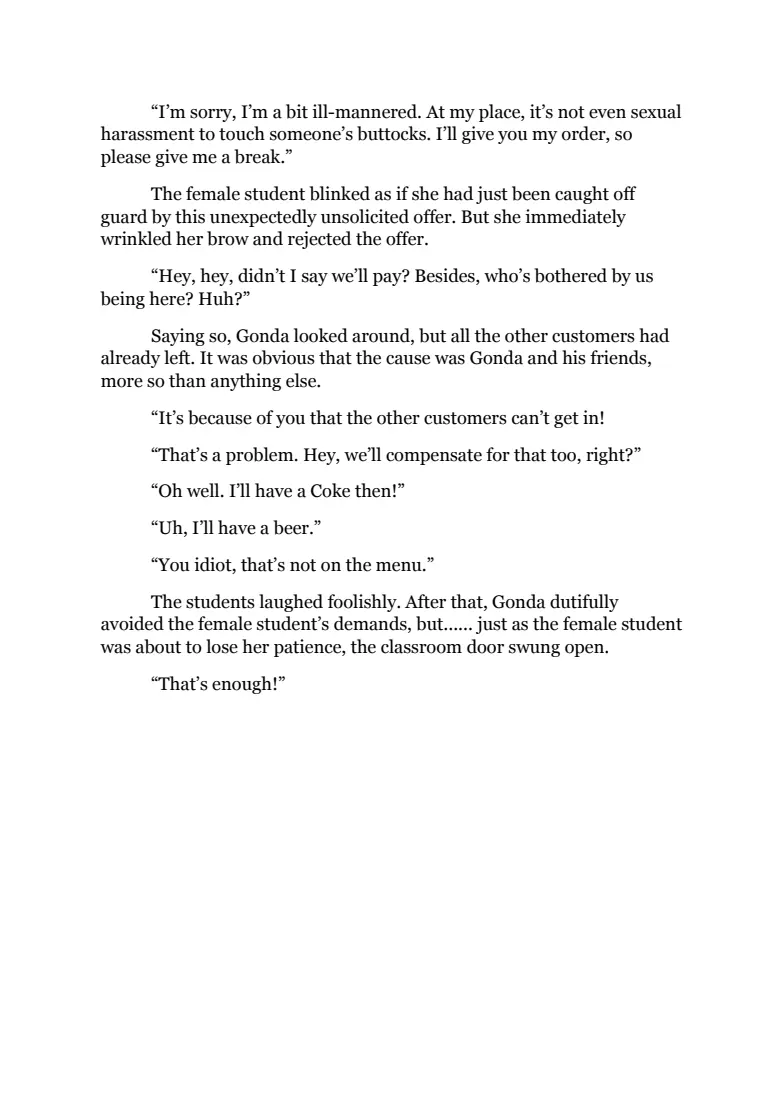 “I’m sorry, I’m a bit ill-mannered. At my place, it’s not even sexual
harassment to touch someone’s buttocks. I’ll give you my order, so
please give me a break.”
The female student blinked as if she had just been caught off
guard by this unexpectedly unsolicited offer. But she immediately
wrinkled her brow and rejected the offer.
“Hey, hey, didn’t I say we’ll pay? Besides, who’s bothered by us
being here? Huh?”
Saying so, Gonda looked around, but all the other customers had
already left. It was obvious that the cause was Gonda and his friends,
more so than anything else.
“It’s because of you that the other customers can’t get in!
“That’s a problem. Hey, we’ll compensate for that too, right?”
“Oh well. I’ll have a Coke then!”
“Uh, I’ll have a beer.”
“You idiot, that’s not on the menu.”
The students laughed foolishly. After that, Gonda dutifully
avoided the female student’s demands, but…… just as the female student
was about to lose her patience, the classroom door swung open.
“That’s enough!”